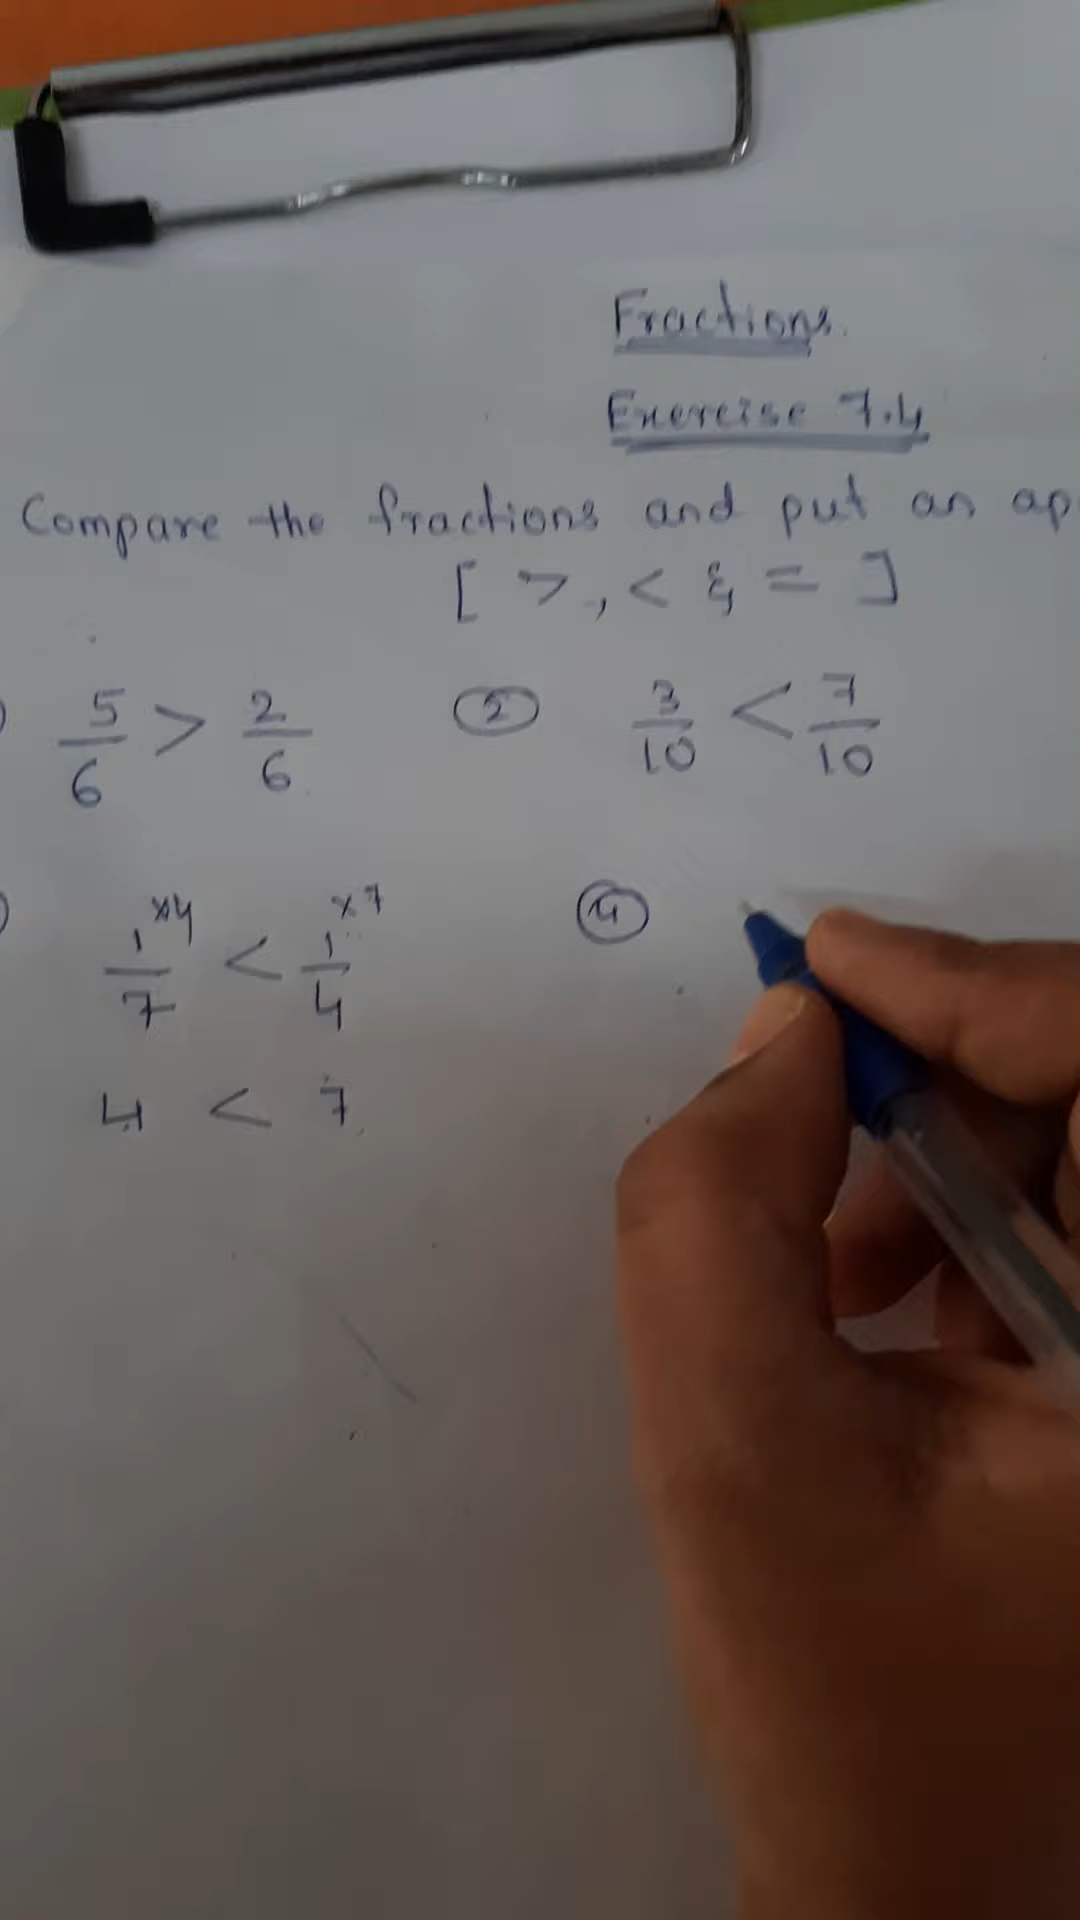 Fractions.
Exercise 7.4
Compare the fractions and put an ap
[ >, < & = ]
5/6 > 2/6 ② 3/10 < 7/10
1/7 ×4 < 1/4 ×7 ④
4 < 7